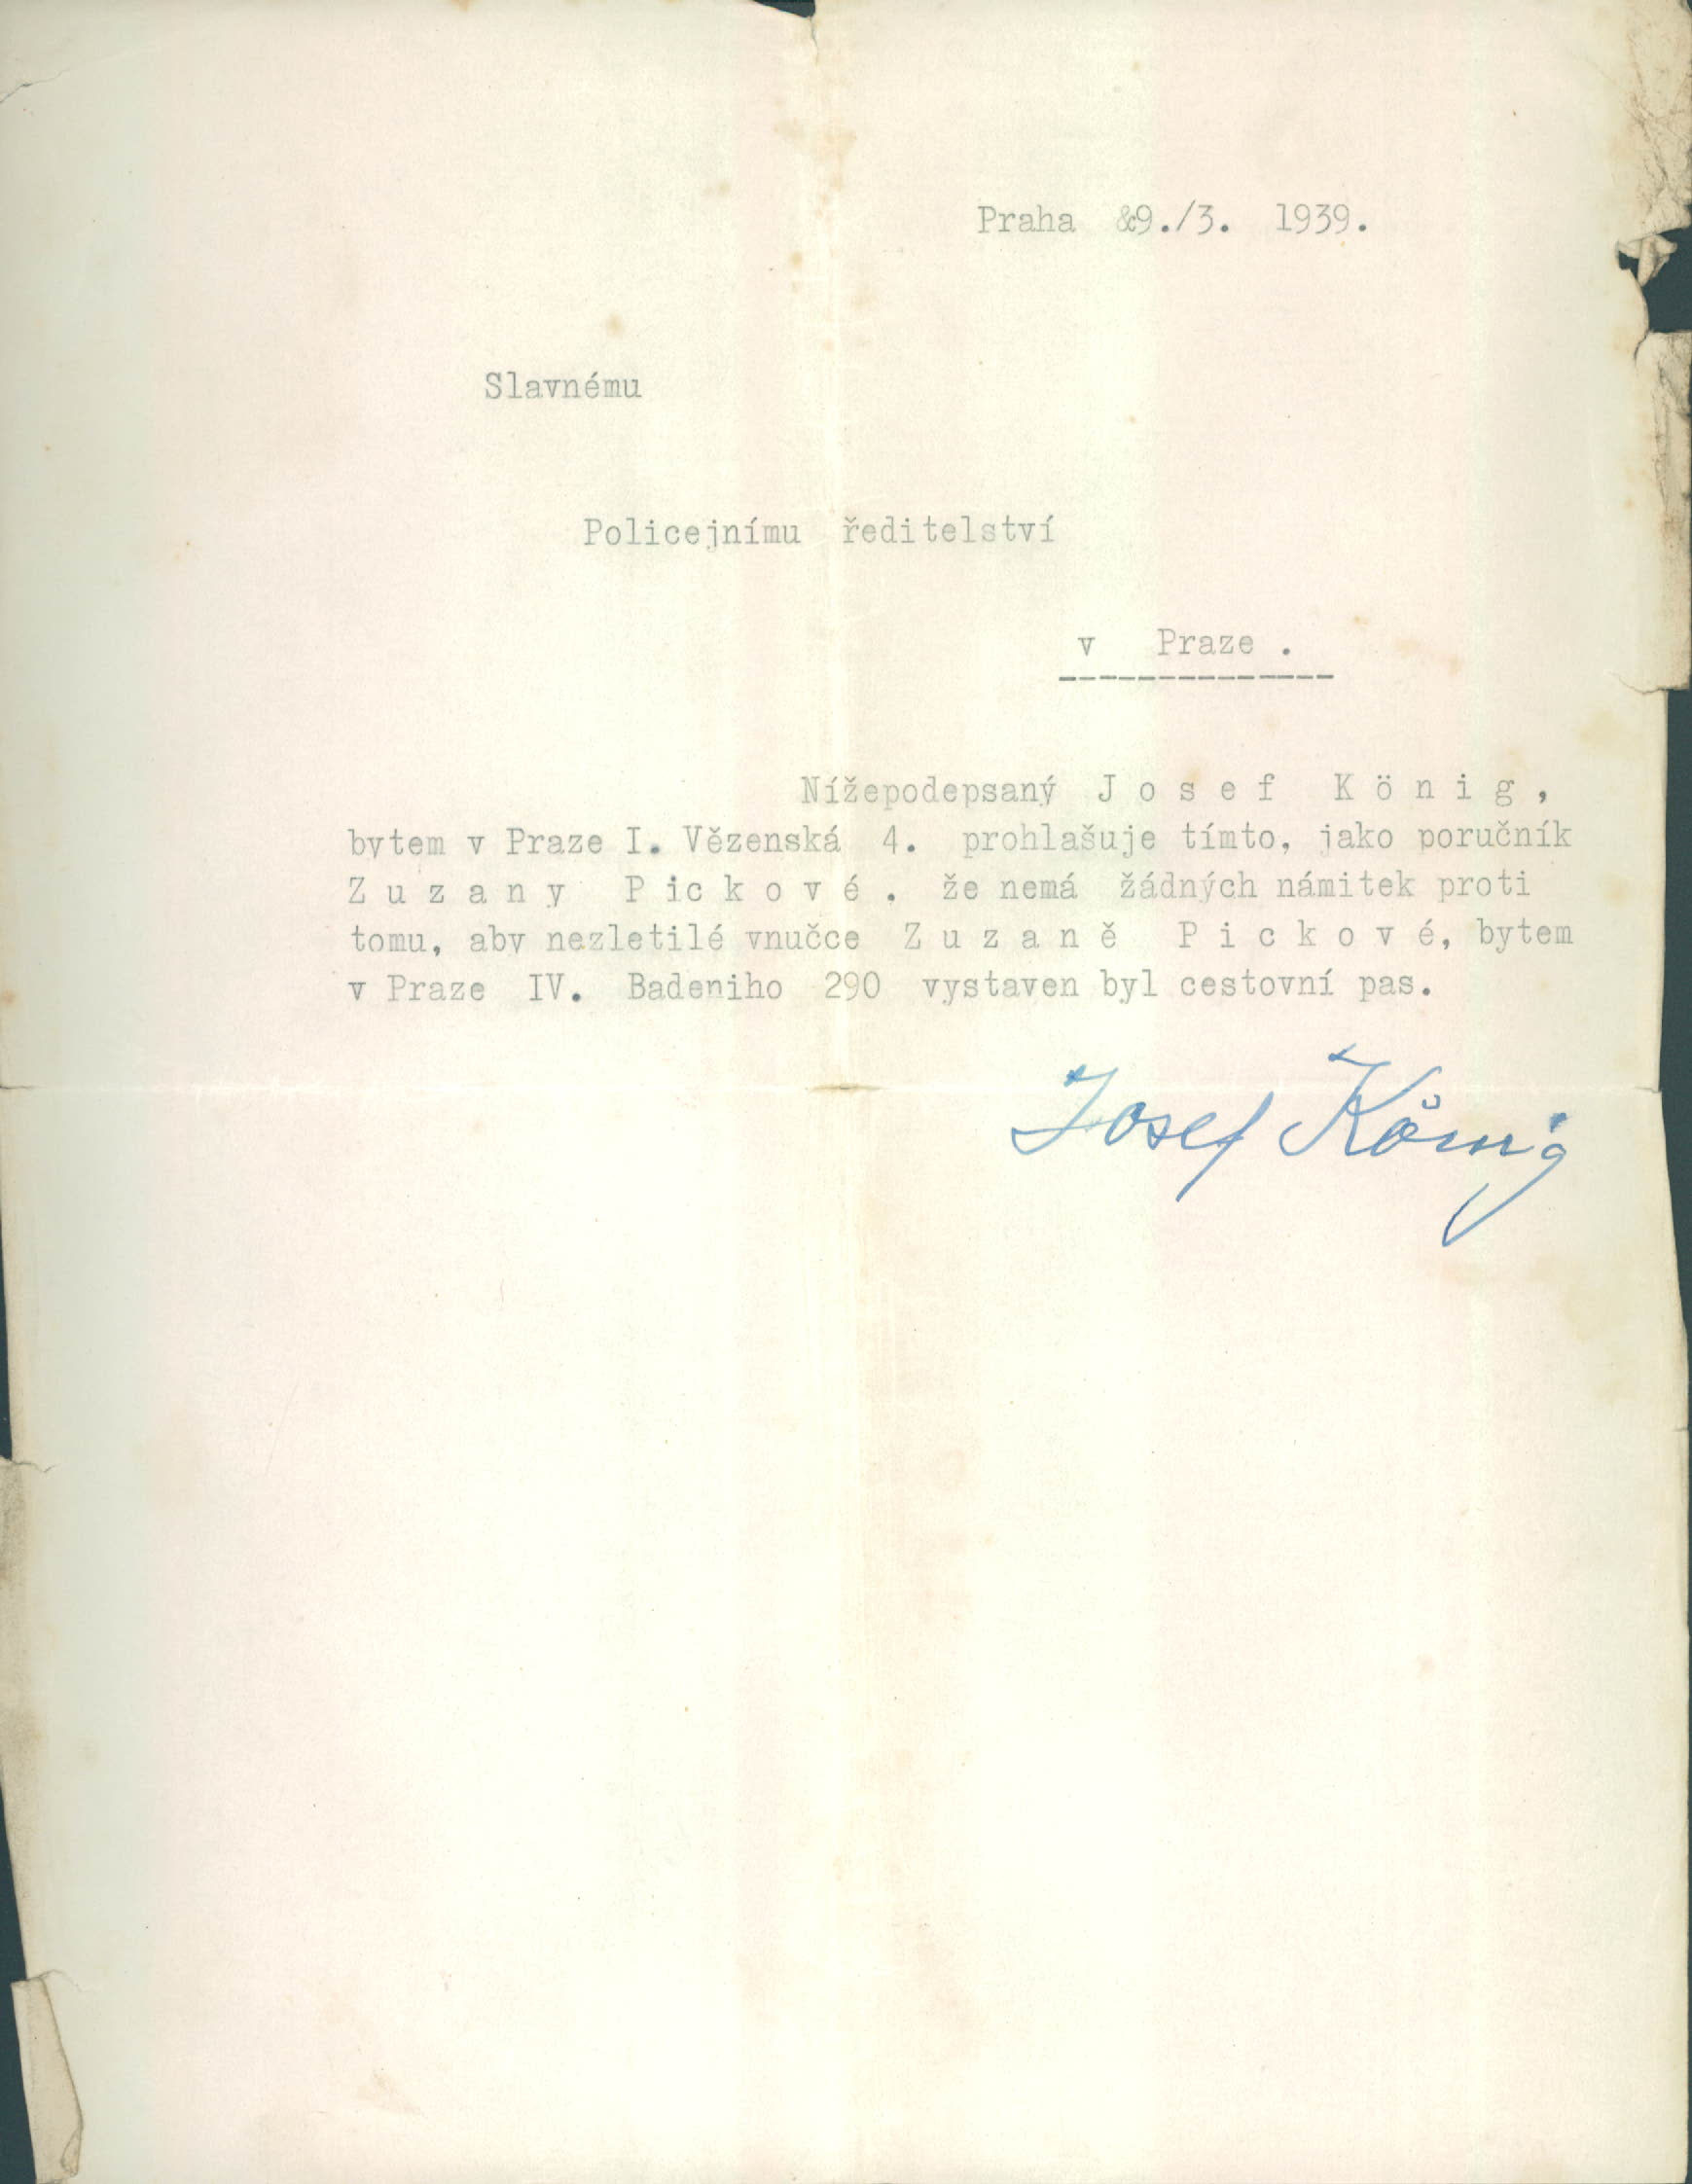 Praha &9./3. 1939.
Slavnému
Policejnímu ředitelství
v Praze .
Nížepodepsaný J o s e f K ö n i g ,
bytem v Praze I. Vězenská 4. prohlašuje tímto, jako poručník
Z u z a n y P i c k o v é . že nemá žádných námitek proti
tomu, aby nezletilé vnučce Z u z a n ě P i c k o v é, bytem
v Praze IV. Badeniho 290 vystaven byl cestovní pas.
Josef König